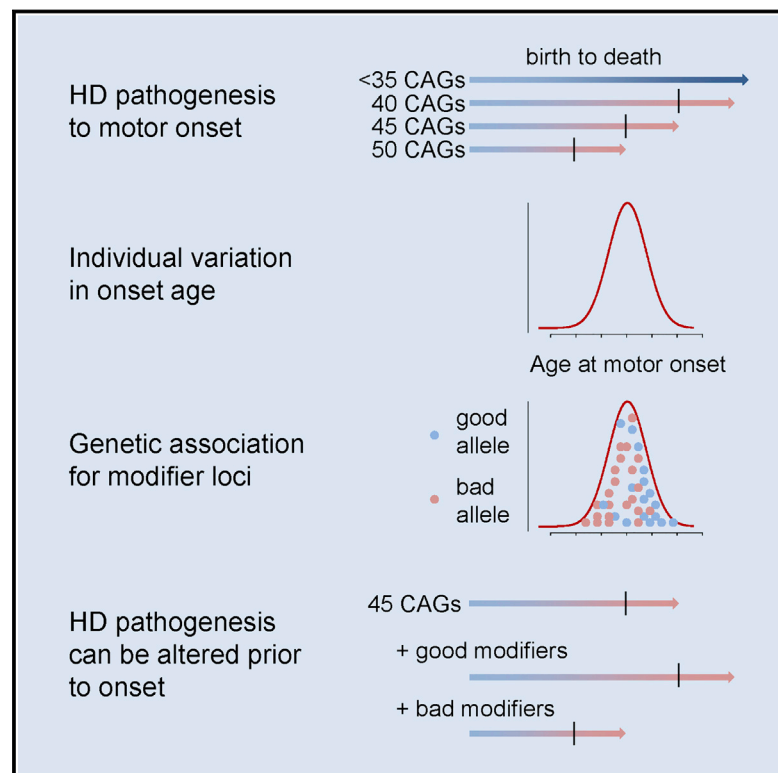 HD pathogenesis
to motor onset
birth to death
<35 CAGs
40 CAGs
45 CAGs
50 CAGs
Individual variation
in onset age
Age at motor onset
Genetic association
for modifier loci
good
allele
bad
allele
HD pathogenesis
can be altered prior
to onset
45 CAGs
+ good modifiers
+ bad modifiers